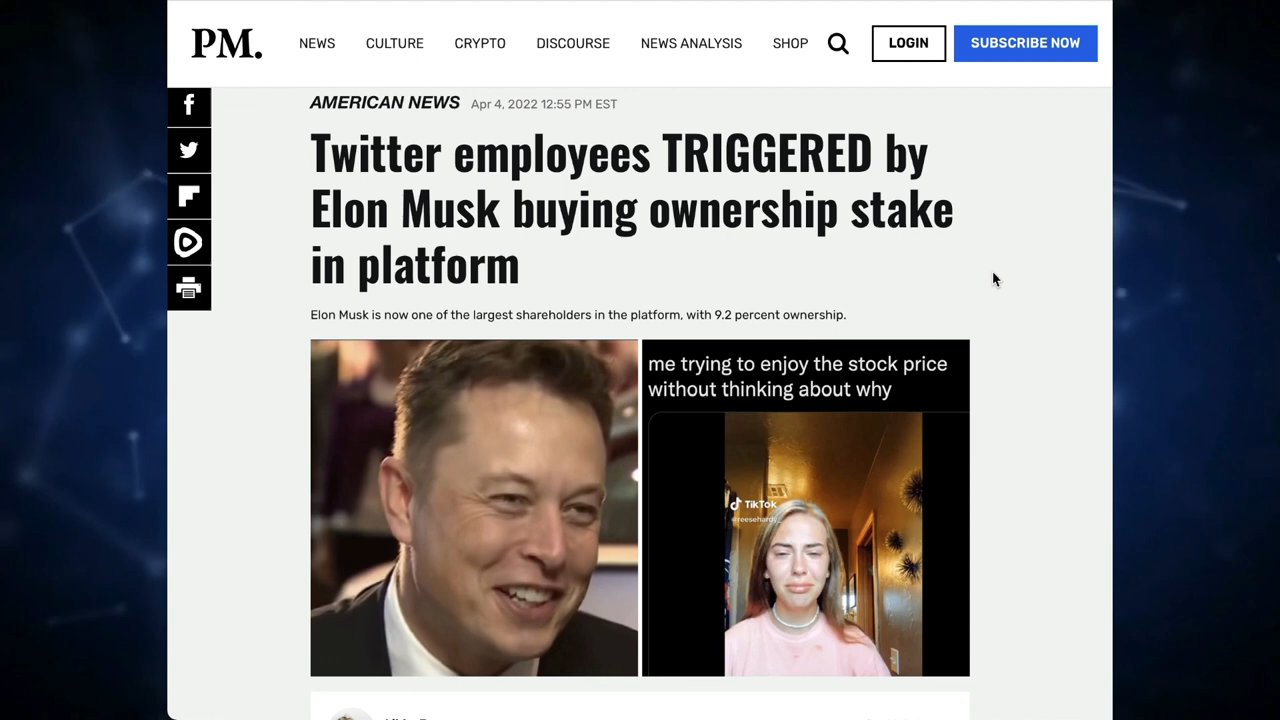 PM.
NEWS CULTURE CRYPTO DISCOURSE NEWS ANALYSIS SHOP LOGIN SUBSCRIBE NOW
AMERICAN NEWS Apr 4, 2022 12:55 PM EST
Twitter employees TRIGGERED by
Elon Musk buying ownership stake
in platform
Elon Musk is now one of the largest shareholders in the platform, with 9.2 percent ownership.
me trying to enjoy the stock price
without thinking about why
TikTok